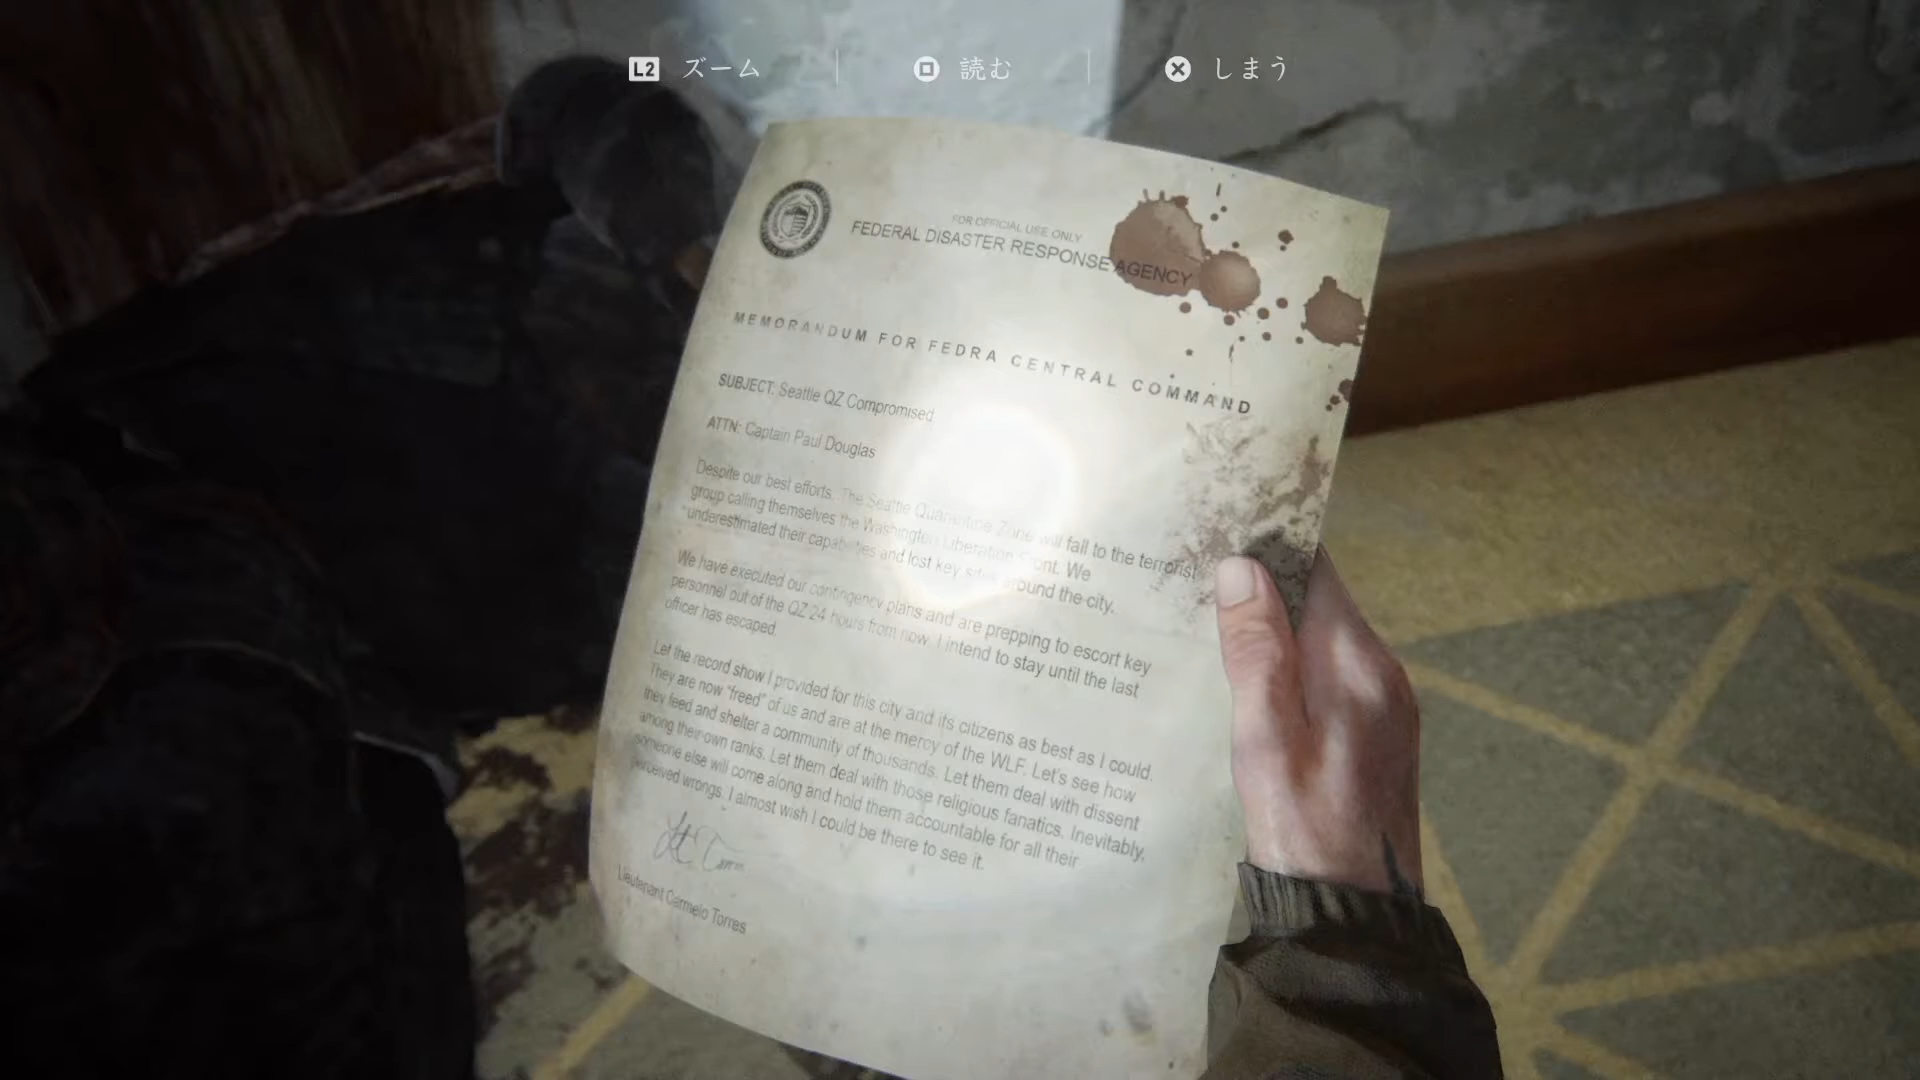 L2 ズーム
読む
しまう
FOR OFFICIAL USE ONLY
FEDERAL DISASTER RESPONSE AGENCY
MEMORANDUM FOR FEDRA CENTRAL COMMAND
SUBJECT: Seattle QZ Compromised
ATTN: Captain Paul Douglas
Despite our best efforts, The Seattle Quarantine Zone will fall to the terrorist
group calling themselves the Washington Liberation Front. We
underestimated their capabilities and lost key sites around the city.
We have executed our contingency plans and are prepping to escort key
personnel out of the QZ 24 hours from now. I intend to stay until the last
officer has escaped.
Let the record show I provided for this city and its citizens as best as I could.
They are now "freed" of us and are at the mercy of the WLF. Let's see how
they feed and shelter a community of thousands. Let them deal with dissent
among their own ranks. Let them deal with those religious fanatics. Inevitably,
someone else will come along and hold them accountable for all their
perceived wrongs. I almost wish I could be there to see it.
Lieutenant Carmelo Torres